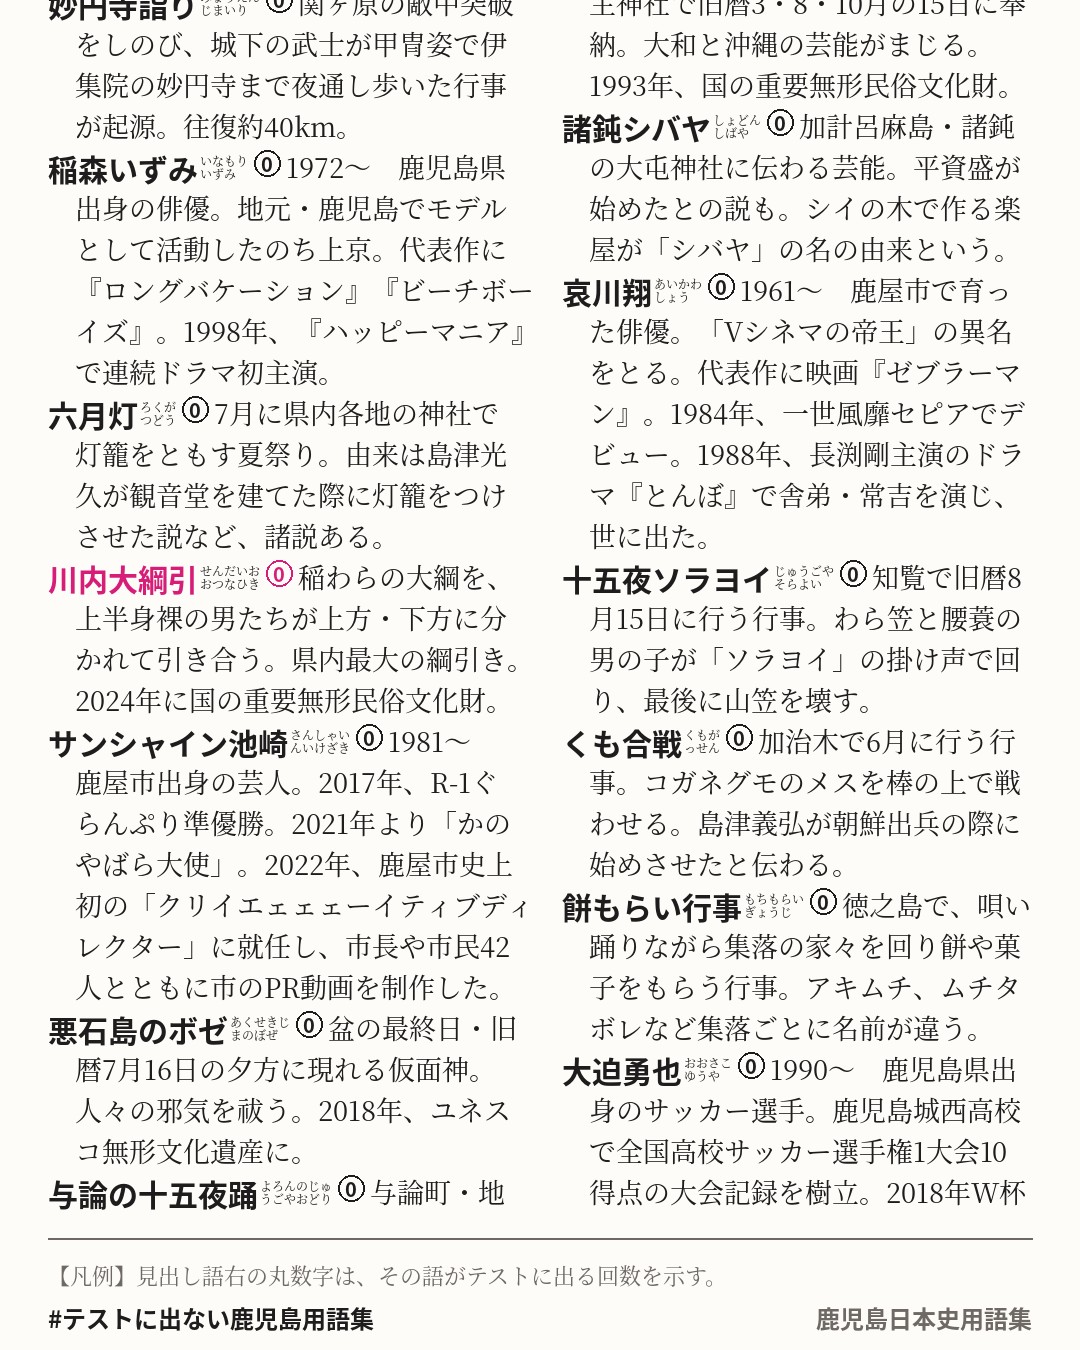 妙円寺詣り じまいり ⓪ 関ヶ原の敵中突破
をしのび、城下の武士が甲冑姿で伊
集院の妙円寺まで夜通し歩いた行事
が起源。往復約40km。
稲森いずみ いなもりいずみ ⓪ 1972〜　鹿児島県
出身の俳優。地元・鹿児島でモデル
として活動したのち上京。代表作に
『ロングバケーション』『ビーチボー
イズ』。1998年、『ハッピーマニア』
で連続ドラマ初主演。
六月灯 ろくがつどう ⓪ 7月に県内各地の神社で
灯籠をともす夏祭り。由来は島津光
久が観音堂を建てた際に灯籠をつけ
させた説など、諸説ある。
川内大綱引 せんだいおおつなひき ⓪ 稲わらの大綱を、
上半身裸の男たちが上方・下方に分
かれて引き合う。県内最大の綱引き。
2024年に国の重要無形民俗文化財。
サンシャイン池崎 さんしゃいんいけざき ⓪ 1981〜
鹿屋市出身の芸人。2017年、R-1ぐ
らんぷり準優勝。2021年より「かの
やばら大使」。2022年、鹿屋市史上
初の「クリイエェェェーイティブディ
レクター」に就任し、市長や市民42
人とともに市のPR動画を制作した。
悪石島のボゼ あくせきじまのぼぜ ⓪ 盆の最終日・旧
暦7月16日の夕方に現れる仮面神。
人々の邪気を祓う。2018年、ユネス
コ無形文化遺産に。
与論の十五夜踊 よろんのじゅうごやおどり ⓪ 与論町・地
主神社で旧暦3・8・10月の15日に奉
納。大和と沖縄の芸能がまじる。
1993年、国の重要無形民俗文化財。
諸鈍シバヤ しょどんしばや ⓪ 加計呂麻島・諸鈍
の大屯神社に伝わる芸能。平資盛が
始めたとの説も。シイの木で作る楽
屋が「シバヤ」の名の由来という。
哀川翔 あいかわしょう ⓪ 1961〜　鹿屋市で育っ
た俳優。「Vシネマの帝王」の異名
をとる。代表作に映画『ゼブラーマ
ン』。1984年、一世風靡セピアでデ
ビュー。1988年、長渕剛主演のドラ
マ『とんぼ』で舎弟・常吉を演じ、
世に出た。
十五夜ソラヨイ じゅうごやそらよい ⓪ 知覧で旧暦8
月15日に行う行事。わら笠と腰蓑の
男の子が「ソラヨイ」の掛け声で回
り、最後に山笠を壊す。
くも合戦 くもがっせん ⓪ 加治木で6月に行う行
事。コガネグモのメスを棒の上で戦
わせる。島津義弘が朝鮮出兵の際に
始めさせたと伝わる。
餅もらい行事 もちもらいぎょうじ ⓪ 徳之島で、唄い
踊りながら集落の家々を回り餅や菓
子をもらう行事。アキムチ、ムチタ
ボレなど集落ごとに名前が違う。
大迫勇也 おおさこゆうや ⓪ 1990〜　鹿児島県出
身のサッカー選手。鹿児島城西高校
で全国高校サッカー選手権1大会10
得点の大会記録を樹立。2018年W杯
【凡例】見出し語右の丸数字は、その語がテストに出る回数を示す。
#テストに出ない鹿児島用語集
鹿児島日本史用語集